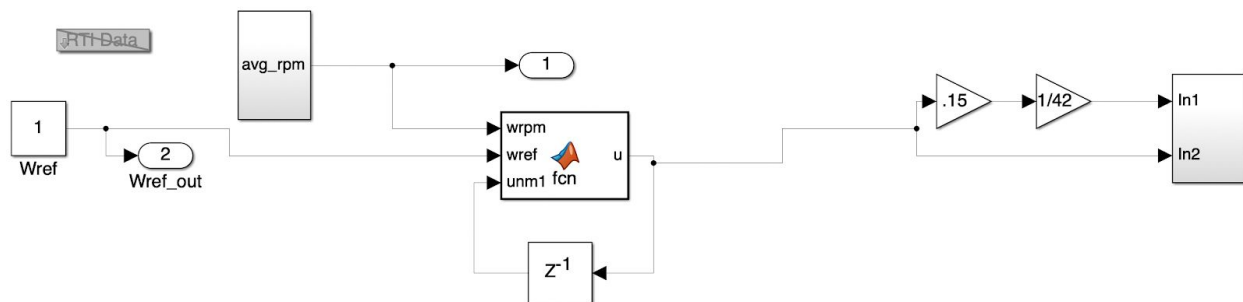 RTI Data
avg_rpm
1
1
Wref
2
Wref_out
wrpm
wref
unm1
u
fcn
Z-1
.15
1/42
In1
In2